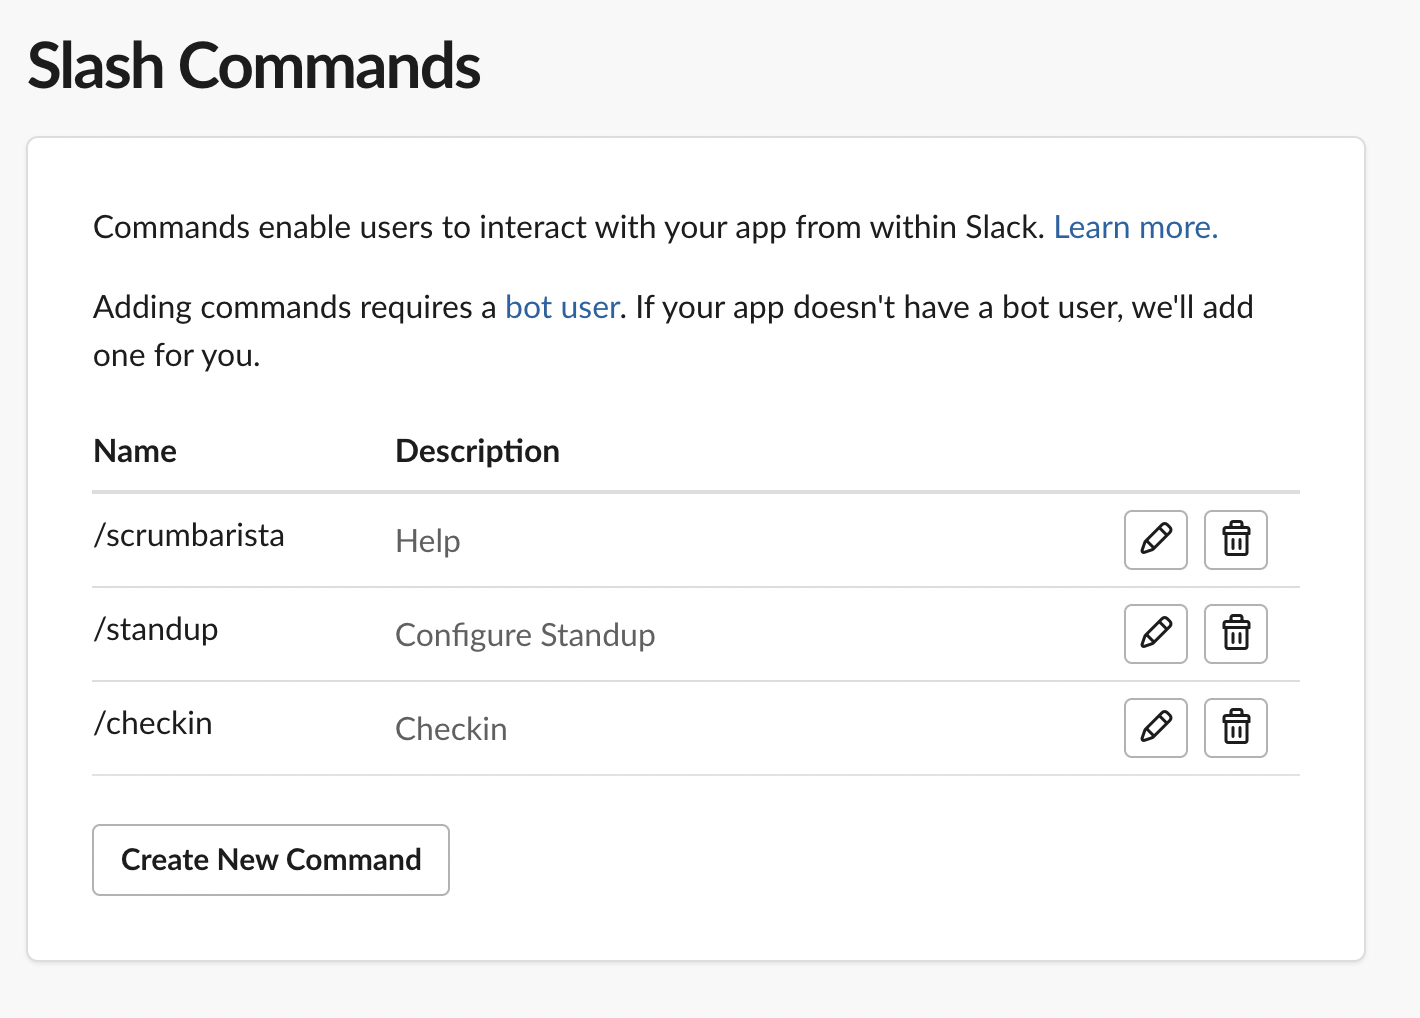 Slash Commands
Commands enable users to interact with your app from within Slack. Learn more.
Adding commands requires a bot user. If your app doesn't have a bot user, we'll add
one for you.
Name Description
/scrumbarista Help
/standup Configure Standup
/checkin Checkin
Create New Command